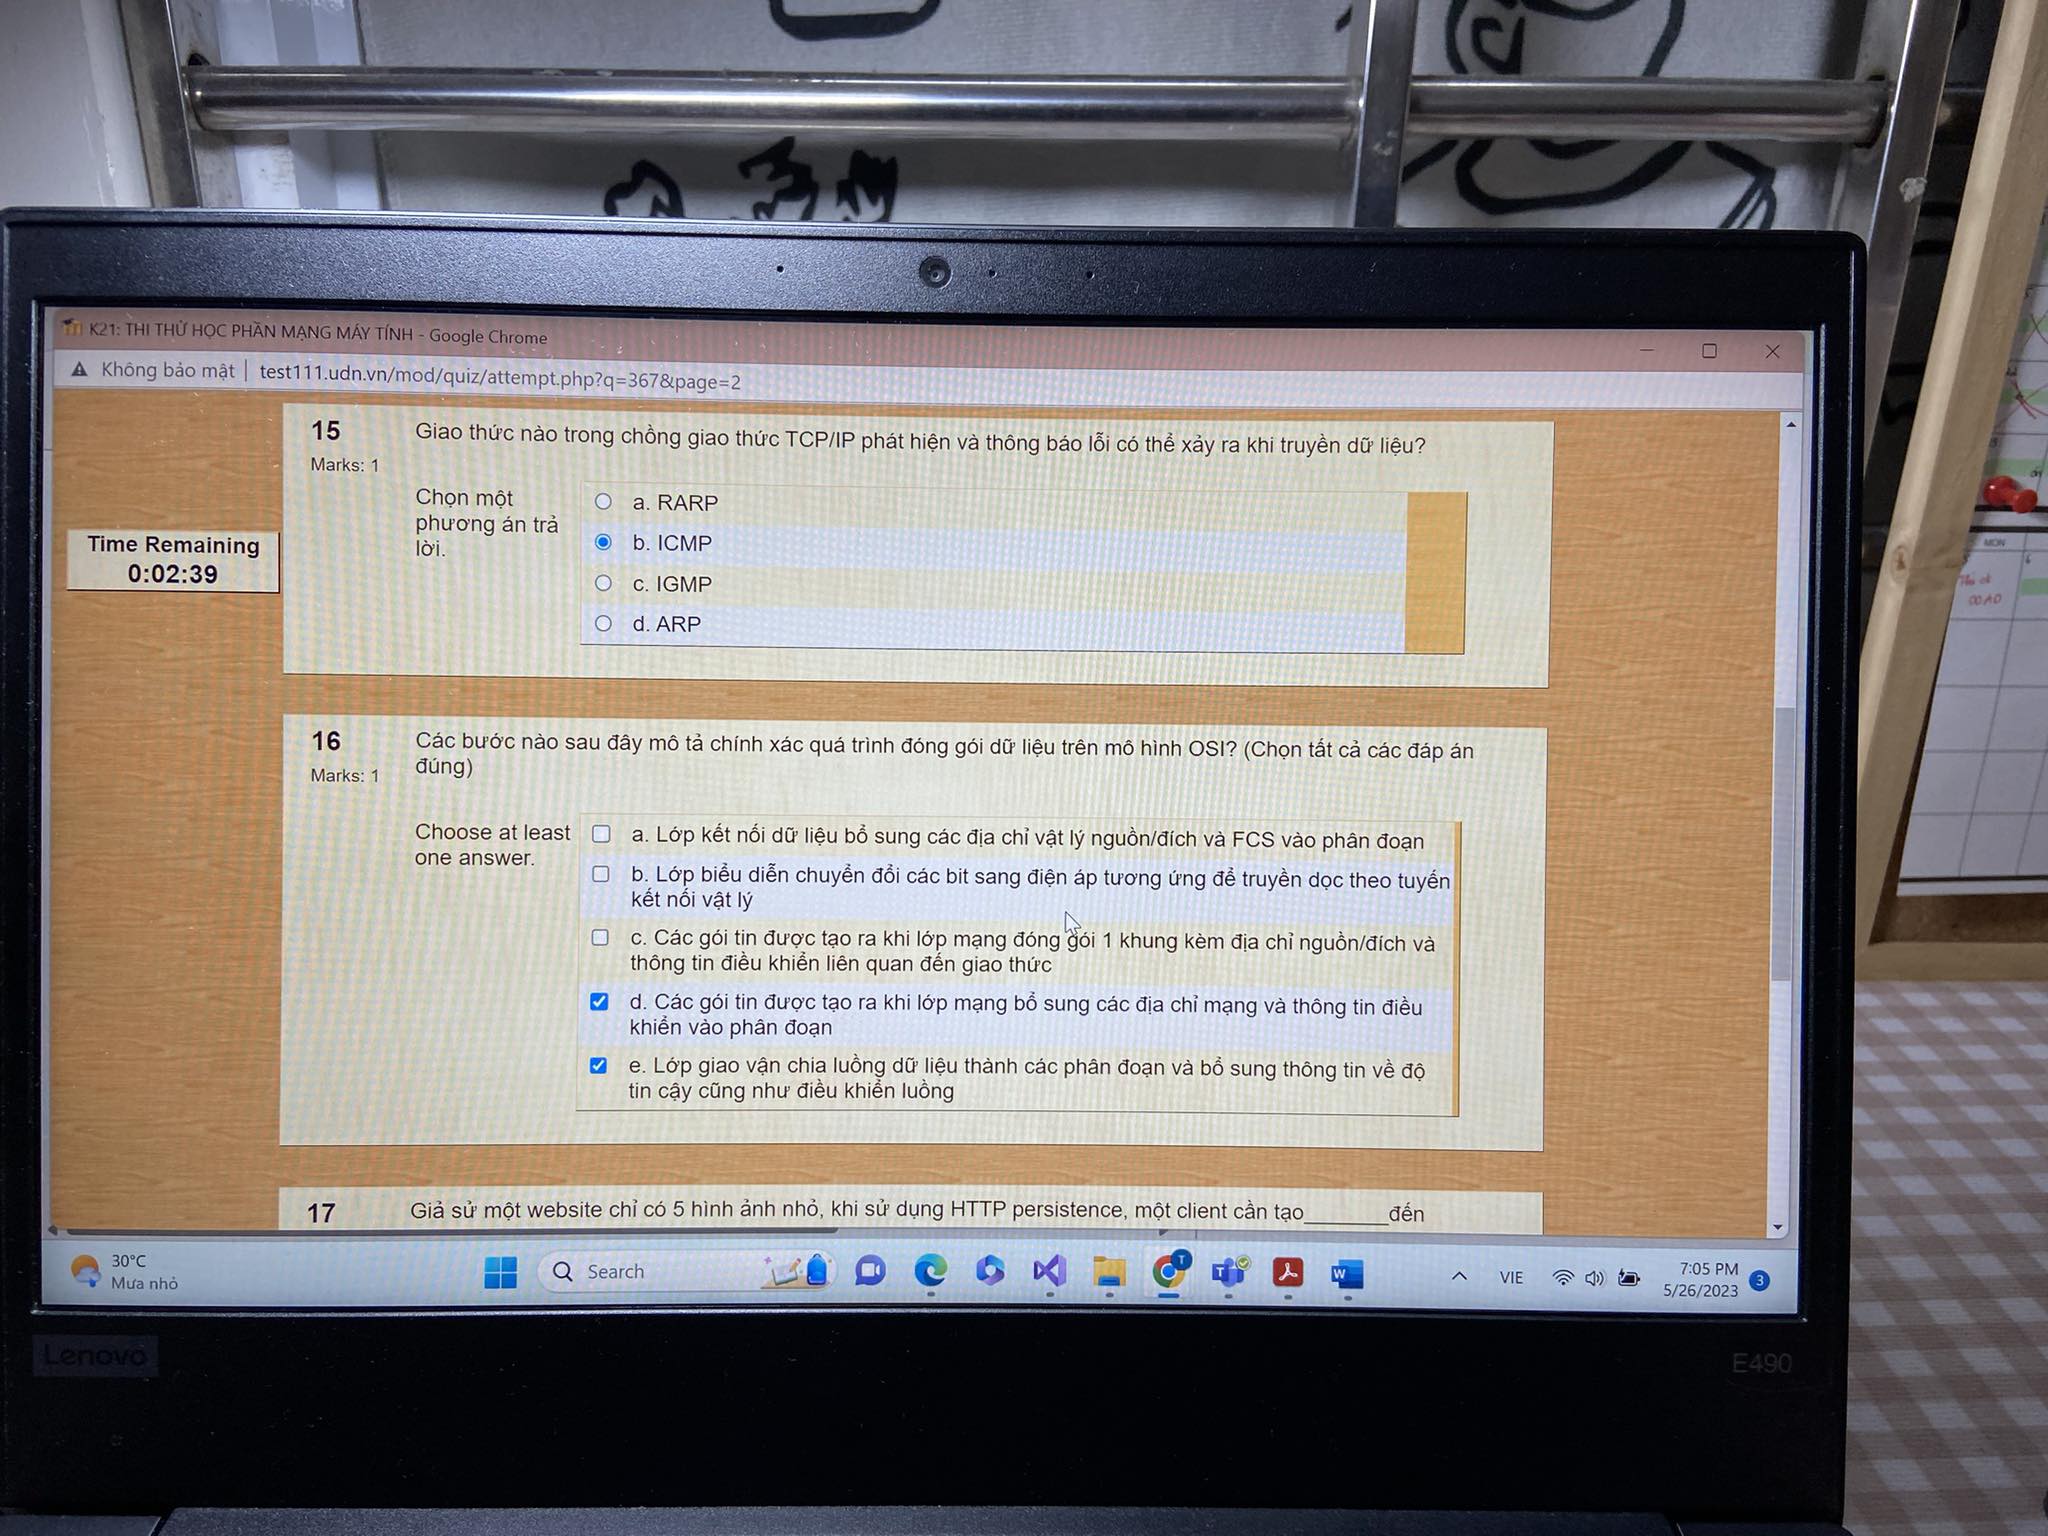 K21: THI THỬ HỌC PHẦN MẠNG MÁY TÍNH - Google Chrome
Không bảo mật | test111.udn.vn/mod/quiz/attempt.php?q=367&page=2
Time Remaining
0:02:39
15
Marks: 1
Giao thức nào trong chồng giao thức TCP/IP phát hiện và thông báo lỗi có thể xảy ra khi truyền dữ liệu?
Chọn một
phương án trả
lời.
a. RARP
b. ICMP
c. IGMP
d. ARP
16
Marks: 1
Các bước nào sau đây mô tả chính xác quá trình đóng gói dữ liệu trên mô hình OSI? (Chọn tất cả các đáp án
đúng)
Choose at least
one answer.
a. Lớp kết nối dữ liệu bổ sung các địa chỉ vật lý nguồn/đích và FCS vào phân đoạn
b. Lớp biểu diễn chuyển đổi các bit sang điện áp tương ứng để truyền dọc theo tuyến
kết nối vật lý
c. Các gói tin được tạo ra khi lớp mạng đóng gói 1 khung kèm địa chỉ nguồn/đích và
thông tin điều khiển liên quan đến giao thức
d. Các gói tin được tạo ra khi lớp mạng bổ sung các địa chỉ mạng và thông tin điều
khiển vào phân đoạn
e. Lớp giao vận chia luồng dữ liệu thành các phân đoạn và bổ sung thông tin về độ
tin cậy cũng như điều khiển luồng
17
Giả sử một website chỉ có 5 hình ảnh nhỏ, khi sử dụng HTTP persistence, một client cần tạo________đến
30°C
Mưa nhỏ
Search
VIE
7:05 PM
5/26/2023
3
Lenovo
E490
MON